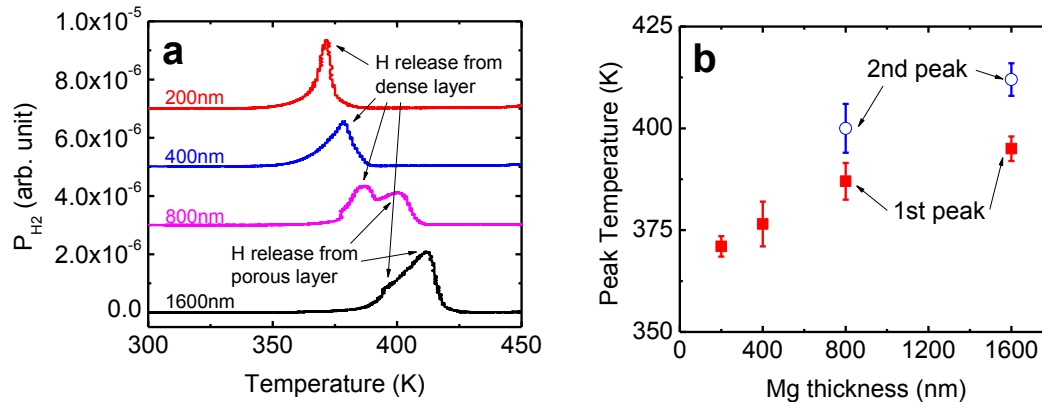 a
P_H2 (arb. unit)
1.0x10^-5
8.0x10^-6
6.0x10^-6
4.0x10^-6
2.0x10^-6
0.0
H release from
dense layer
200nm
400nm
800nm
H release from
porous layer
1600nm
300
350
400
450
Temperature (K)
b
Peak Temperature (K)
425
400
375
350
2nd peak
1st peak
0
400
800
1200
1600
Mg thickness (nm)